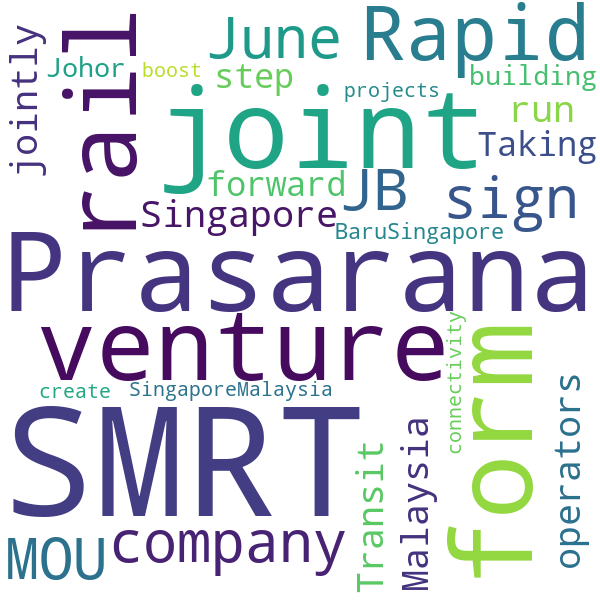 jointly
rail
June
Rapid
Johor
boost
step
projects
building
joint
run
Taking
forward
JB
sign
Singapore
BaruSingapore
Prasarana
venture
connectivity
form
create
SingaporeMalaysia
SMRT
Transit
Malaysia
operators
MOU
company